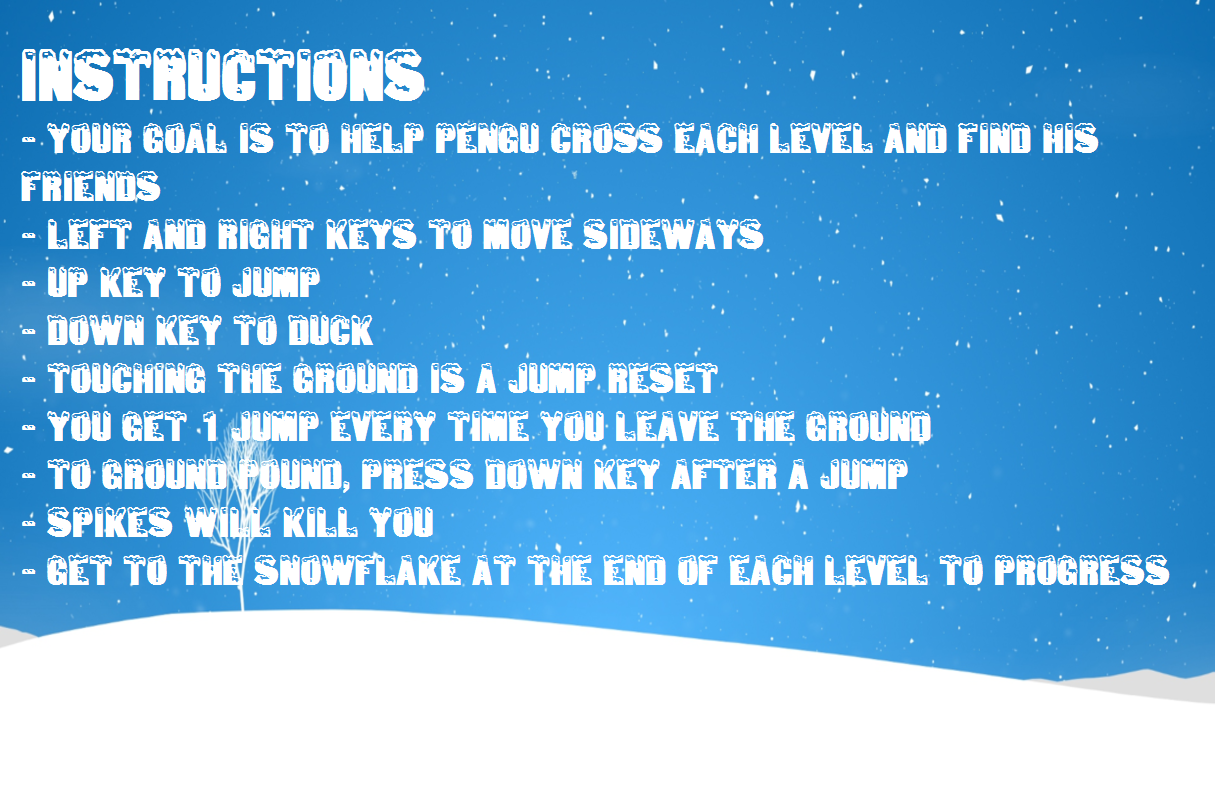 INSTRUCTIONS
- YOUR GOAL IS TO HELP PENGU CROSS EACH LEVEL AND FIND HIS
FRIENDS
- LEFT AND RIGHT KEYS TO MOVE SIDEWAYS
- UP KEY TO JUMP
- DOWN KEY TO DUCK
- TOUCHING THE GROUND IS A JUMP RESET
- YOU GET 1 JUMP EVERY TIME YOU LEAVE THE GROUND
- TO GROUND POUND, PRESS DOWN KEY AFTER A JUMP
- SPIKES WILL KILL YOU
- GET TO THE SNOWFLAKE AT THE END OF EACH LEVEL TO PROGRESS